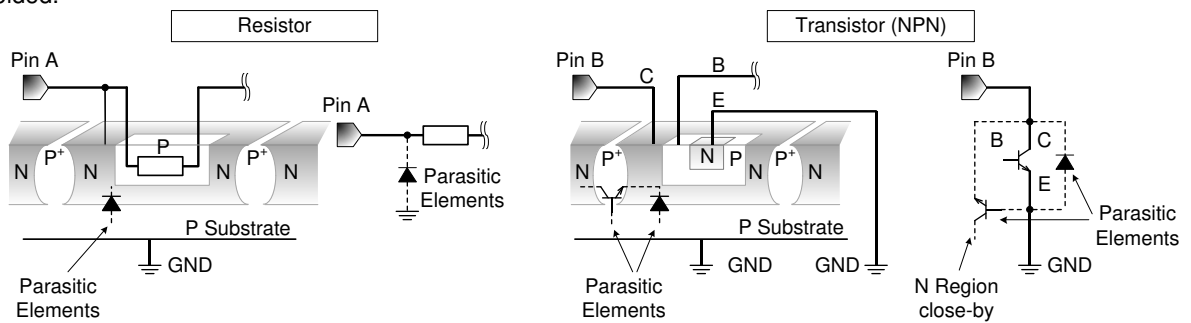 Resistor
Transistor (NPN)
Pin A
Pin A
N
P+
N
P
N
P+
N
Parasitic
Elements
P Substrate
GND
Parasitic
Elements
Pin B
C
B
E
N
P+
N
N
P
P+
N
N
P Substrate
GND
GND
Parasitic
Elements
Pin B
B
C
E
Parasitic
Elements
GND
N Region
close-by